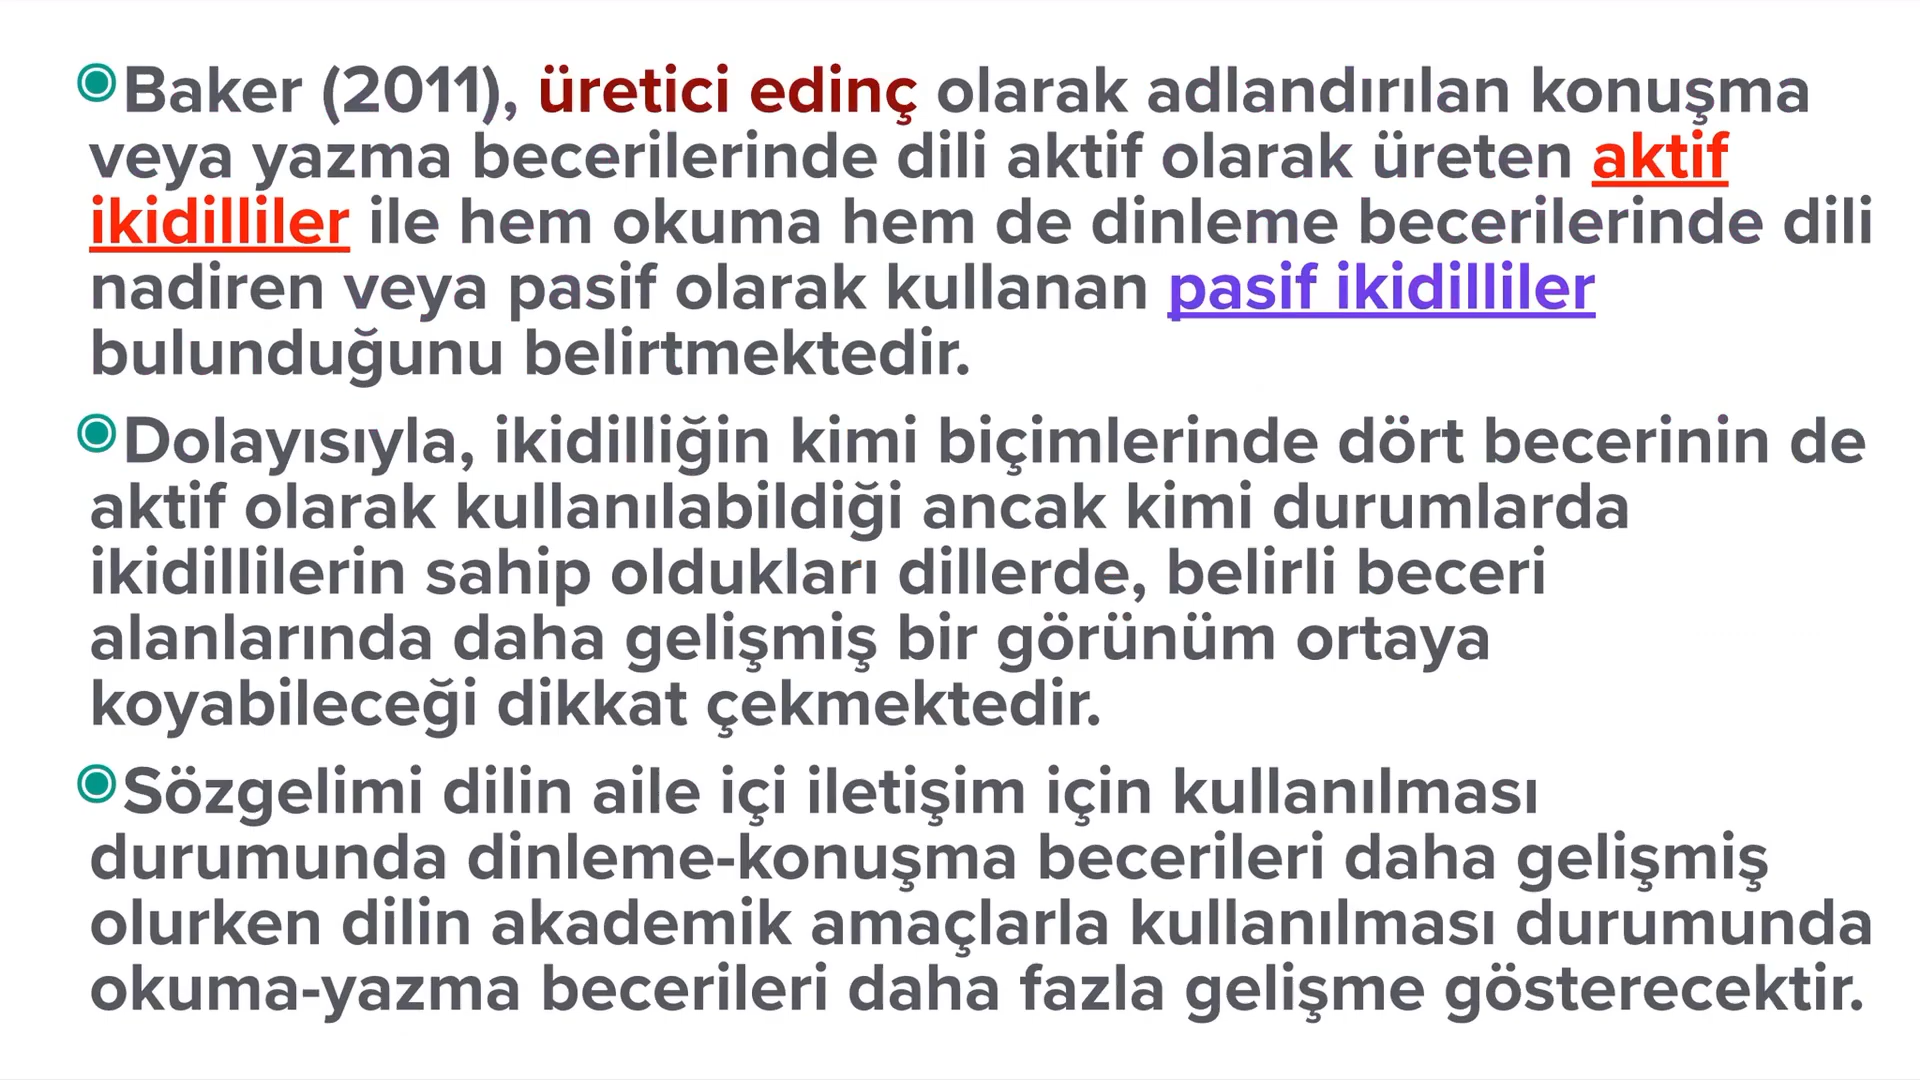 Baker (2011), üretici edinç olarak adlandırılan konuşma
veya yazma becerilerinde dili aktif olarak üreten aktif
ikidilliler ile hem okuma hem de dinleme becerilerinde dili
nadiren veya pasif olarak kullanan pasif ikidilliler
bulunduğunu belirtmektedir.
Dolayısıyla, ikidilliğin kimi biçimlerinde dört becerinin de
aktif olarak kullanılabildiği ancak kimi durumlarda
ikidillilerin sahip oldukları dillerde, belirli beceri
alanlarında daha gelişmiş bir görünüm ortaya
koyabileceği dikkat çekmektedir.
Sözgelimi dilin aile içi iletişim için kullanılması
durumunda dinleme-konuşma becerileri daha gelişmiş
olurken dilin akademik amaçlarla kullanılması durumunda
okuma-yazma becerileri daha fazla gelişme gösterecektir.